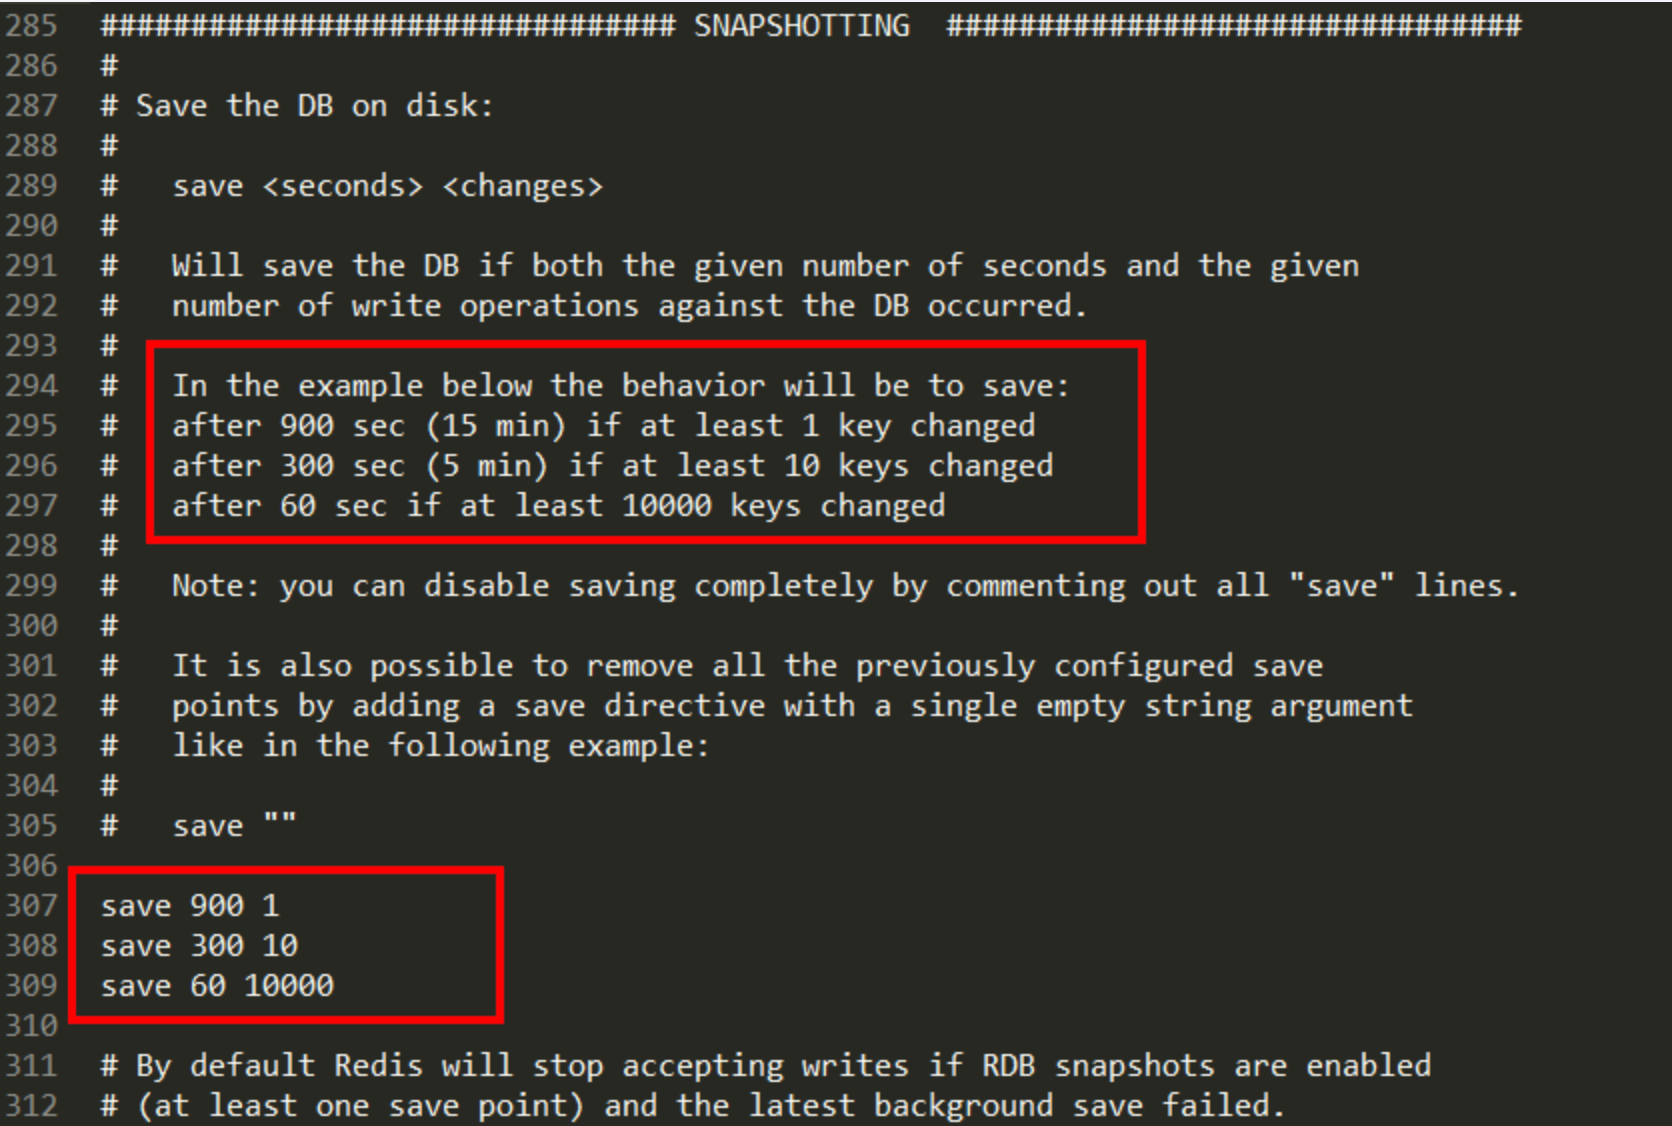 285 ################################ SNAPSHOTTING  ################################
286 #
287 # Save the DB on disk:
288 #
289 #   save <seconds> <changes>
290 #
291 #   Will save the DB if both the given number of seconds and the given
292 #   number of write operations against the DB occurred.
293 #
294 #   In the example below the behavior will be to save:
295 #   after 900 sec (15 min) if at least 1 key changed
296 #   after 300 sec (5 min) if at least 10 keys changed
297 #   after 60 sec if at least 10000 keys changed
298 #
299 #   Note: you can disable saving completely by commenting out all "save" lines.
300 #
301 #   It is also possible to remove all the previously configured save
302 #   points by adding a save directive with a single empty string argument
303 #   like in the following example:
304 #
305 #   save ""
306
307 save 900 1
308 save 300 10
309 save 60 10000
310
311 # By default Redis will stop accepting writes if RDB snapshots are enabled
312 # (at least one save point) and the latest background save failed.